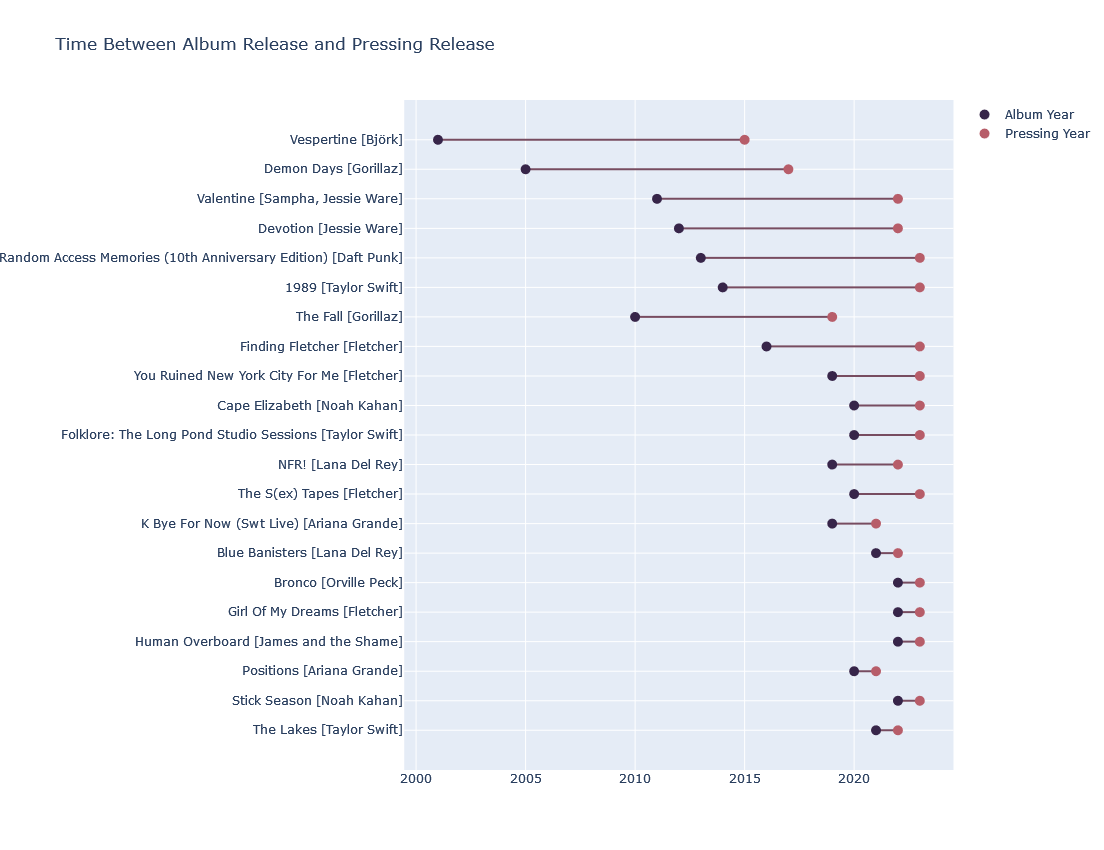 Time Between Album Release and Pressing Release
Album Year
Pressing Year
Vespertine [Björk]
Demon Days [Gorillaz]
Valentine [Sampha, Jessie Ware]
Devotion [Jessie Ware]
Random Access Memories (10th Anniversary Edition) [Daft Punk]
1989 [Taylor Swift]
The Fall [Gorillaz]
Finding Fletcher [Fletcher]
You Ruined New York City For Me [Fletcher]
Cape Elizabeth [Noah Kahan]
Folklore: The Long Pond Studio Sessions [Taylor Swift]
NFR! [Lana Del Rey]
The S(ex) Tapes [Fletcher]
K Bye For Now (Swt Live) [Ariana Grande]
Blue Banisters [Lana Del Rey]
Bronco [Orville Peck]
Girl Of My Dreams [Fletcher]
Human Overboard [James and the Shame]
Positions [Ariana Grande]
Stick Season [Noah Kahan]
The Lakes [Taylor Swift]
2000 2005 2010 2015 2020